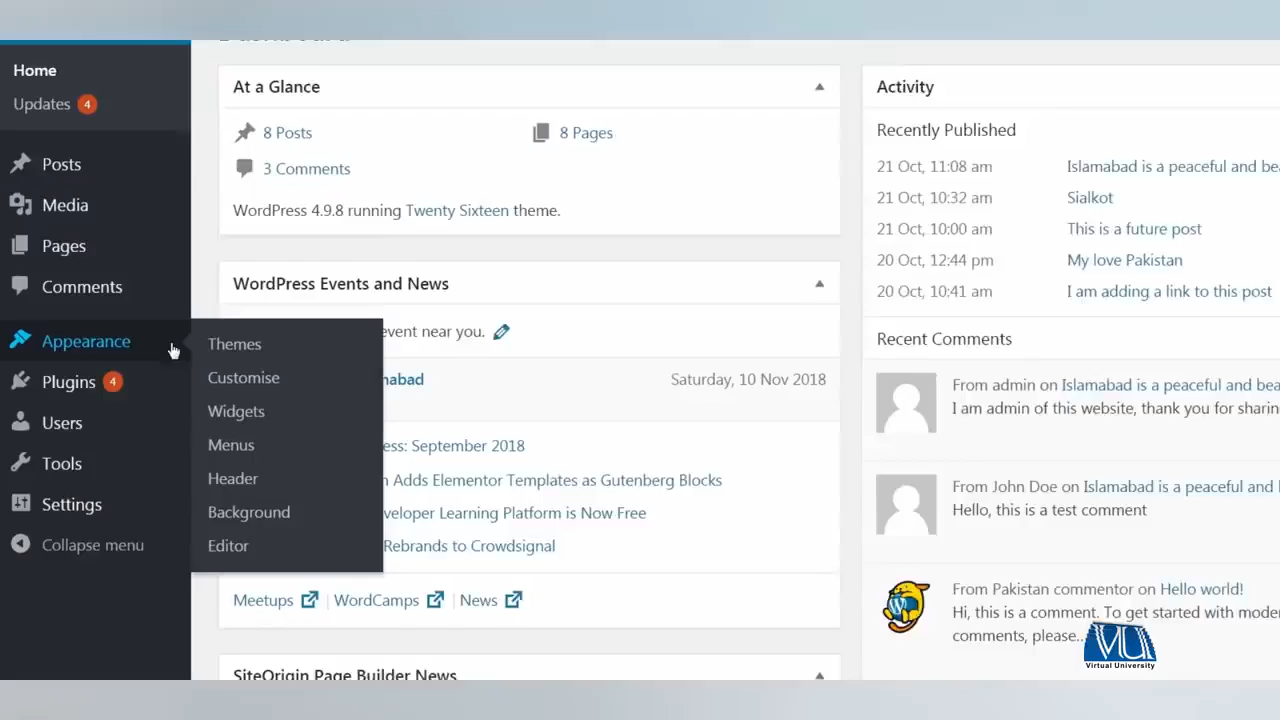 Home
Updates 4
Posts
Media
Pages
Comments
Appearance
Plugins 4
Users
Tools
Settings
Collapse menu
Themes
Customise
Widgets
Menus
Header
Background
Editor
At a Glance
8 Posts
8 Pages
3 Comments
WordPress 4.9.8 running Twenty Sixteen theme.
WordPress Events and News
event near you.
Saturday, 10 Nov 2018
September 2018
Adds Elementor Templates as Gutenberg Blocks
Learning Platform is Now Free
Rebrands to Crowdsignal
Meetups | WordCamps | News
SiteOrigin Page Builder News
Activity
Recently Published
21 Oct, 11:08 am Islamabad is a peaceful and
21 Oct, 10:32 am Sialkot
21 Oct, 10:00 am This is a future post
20 Oct, 12:44 pm My love Pakistan
20 Oct, 10:41 am I am adding a link to this post
Recent Comments
From admin on Islamabad is a peaceful and
I am admin of this website, thank you for
From John Doe on Islamabad is a peaceful and
Hello, this is a test comment
From Pakistan commentor on Hello world!
Hi, this is a comment. To get started with
comments, please...
VU
Virtual University